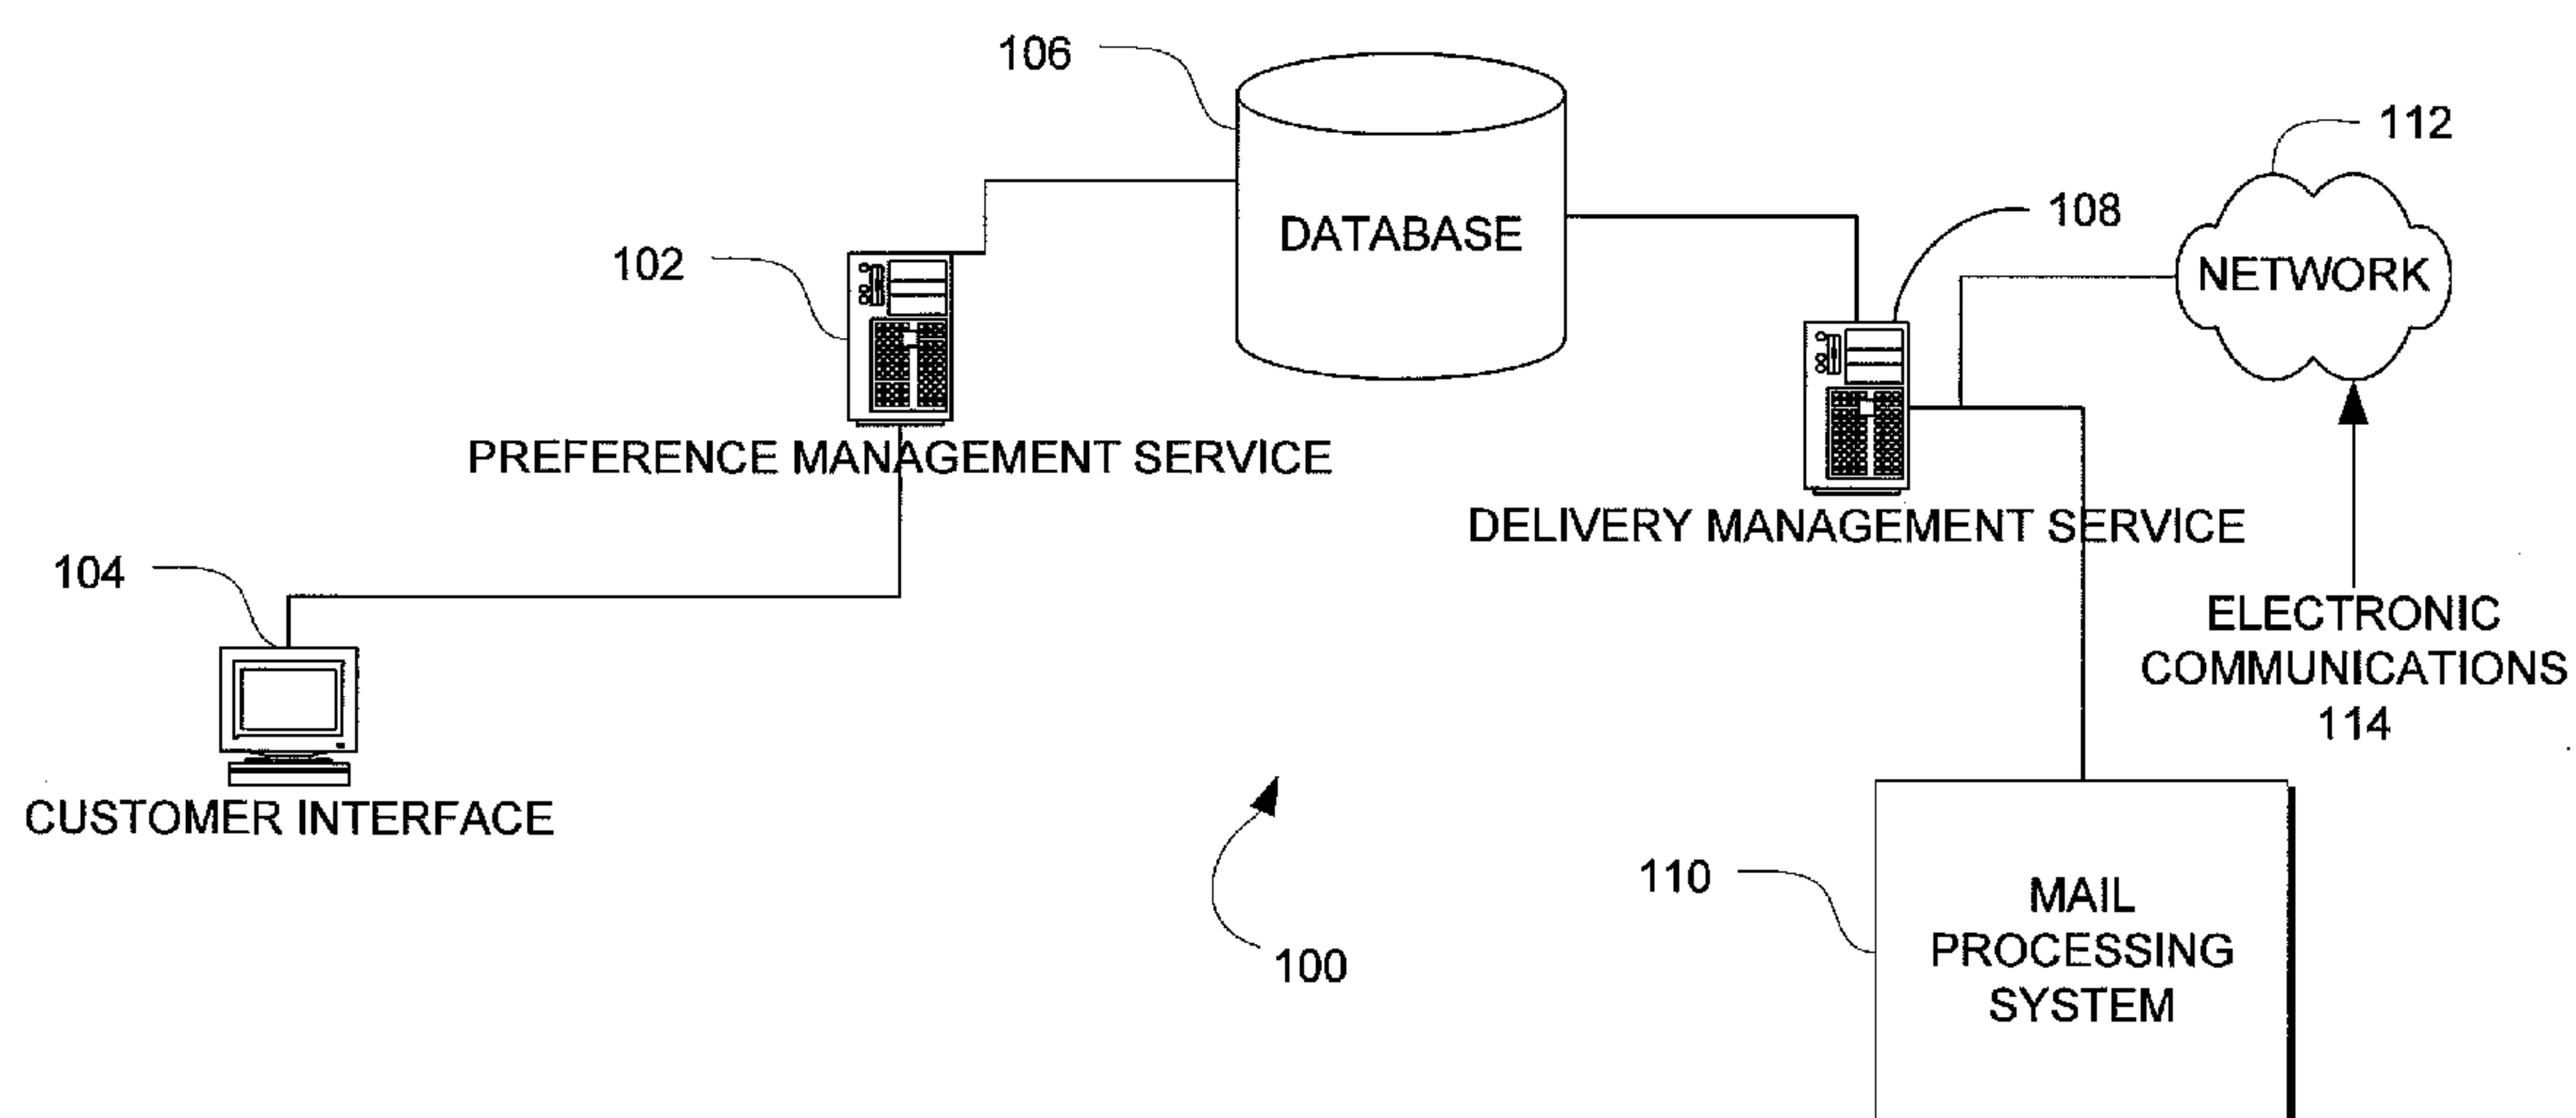 106
112
108
DATABASE
102
NETWORK
PREFERENCE MANAGEMENT SERVICE
DELIVERY MANAGEMENT SERVICE
104
ELECTRONIC
COMMUNICATIONS
114
CUSTOMER INTERFACE
110
MAIL
PROCESSING
SYSTEM
100